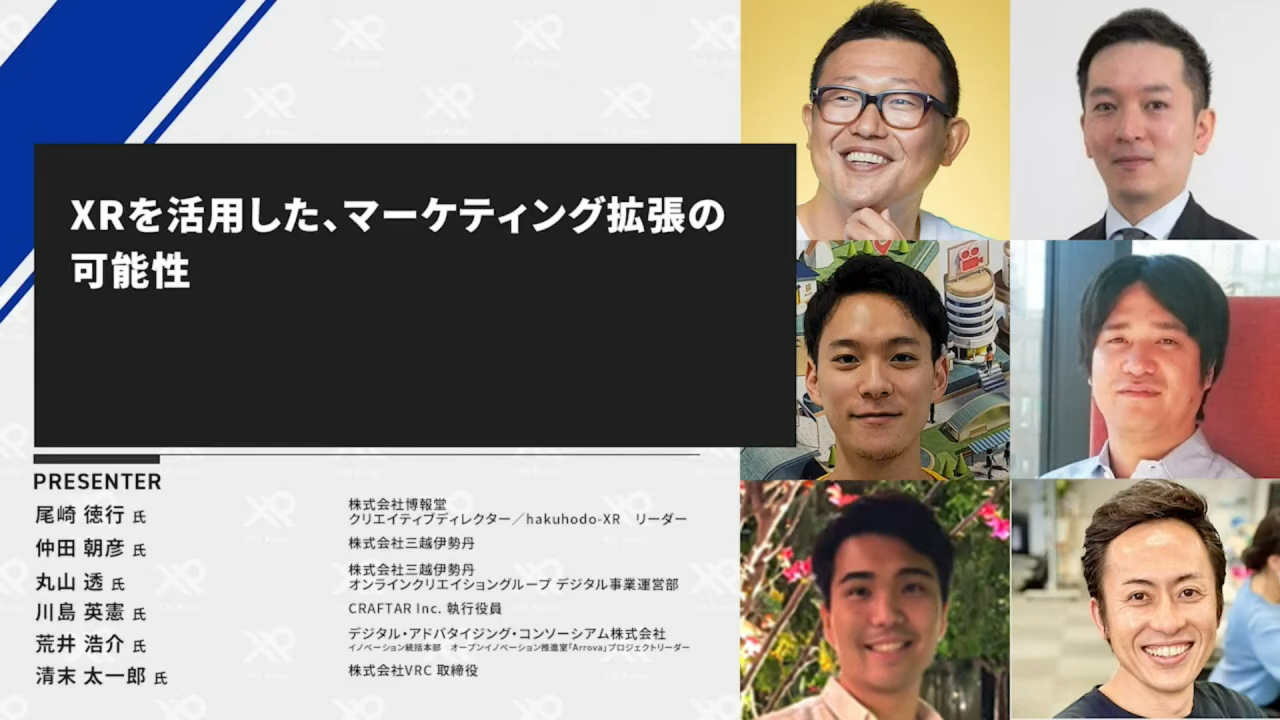 XRを活用した、マーケティング拡張の
可能性
PRESENTER
尾崎 徳行 氏
株式会社博報堂
クリエイティブディレクター／hakuhodo-XR リーダー
仲田 朝彦 氏
株式会社三越伊勢丹
丸山 透 氏
株式会社三越伊勢丹
オンラインクリエイショングループ デジタル事業運営部
川島 英憲 氏
CRAFTAR Inc. 執行役員
荒井 浩介 氏
デジタル・アドバタイジング・コンソーシアム株式会社
イノベーション統括本部 オープンイノベーション推進室「Arrova」プロジェクトリーダー
清末 太一郎 氏
株式会社VRC 取締役